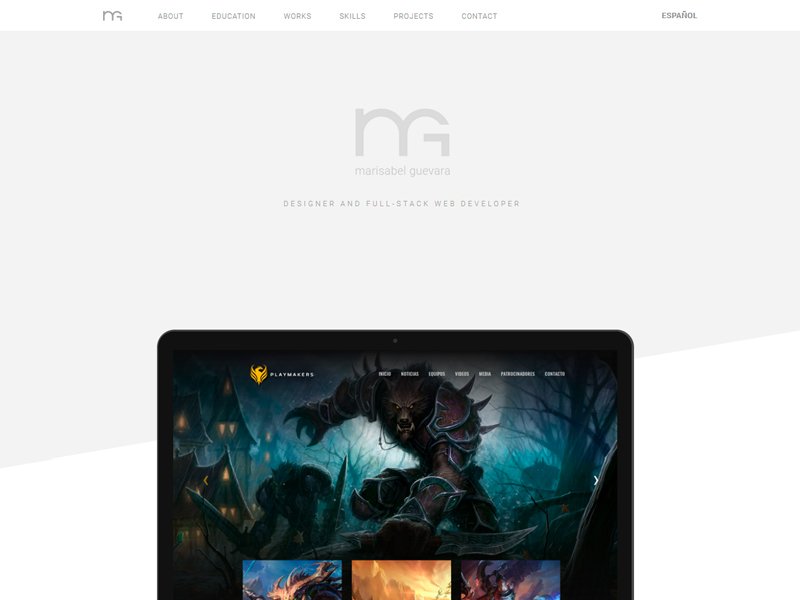 mG ABOUT EDUCATION WORKS SKILLS PROJECTS CONTACT ESPAÑOL
mG
marisabel guevara
DESIGNER AND FULL-STACK WEB DEVELOPER
PLAYMAKERS INICIO NOTICIAS EQUIPOS VIDEOS MEDIA PATROCINADORES CONTACTO